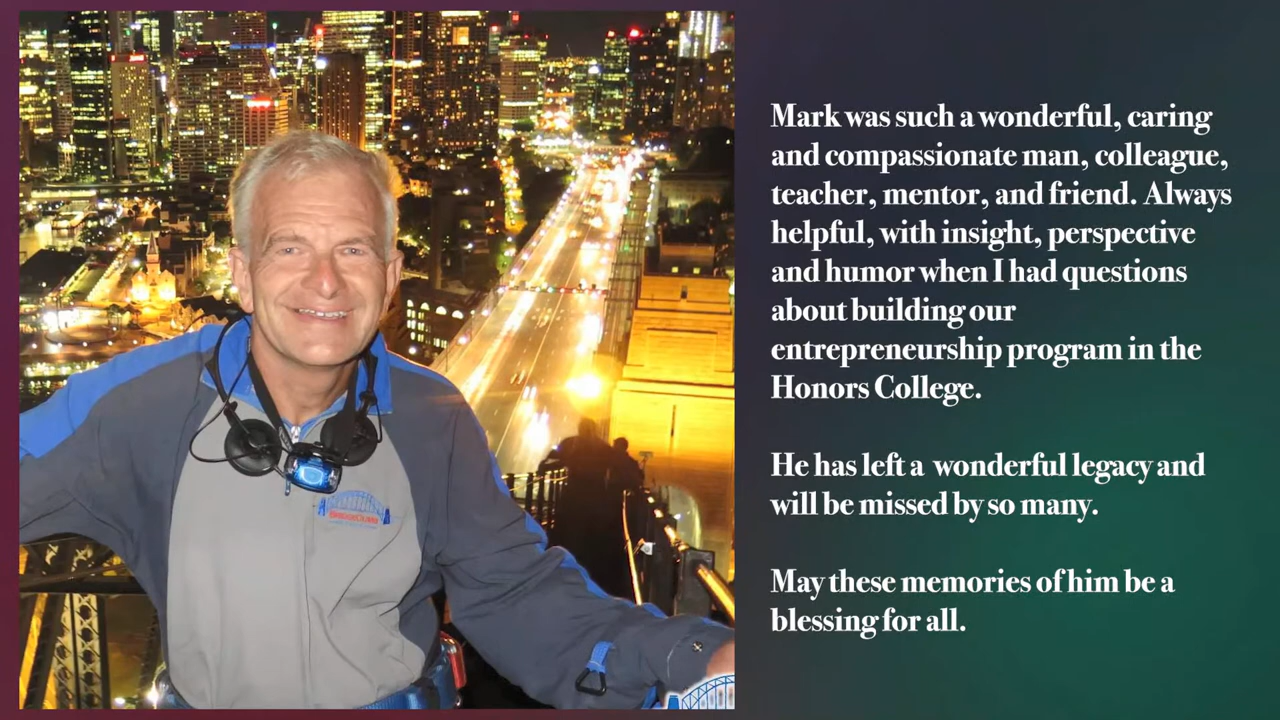 Mark was such a wonderful, caring
and compassionate man, colleague,
teacher, mentor, and friend. Always
helpful, with insight, perspective
and humor when I had questions
about building our
entrepreneurship program in the
Honors College.
He has left a wonderful legacy and
will be missed by so many.
May these memories of him be a
blessing for all.